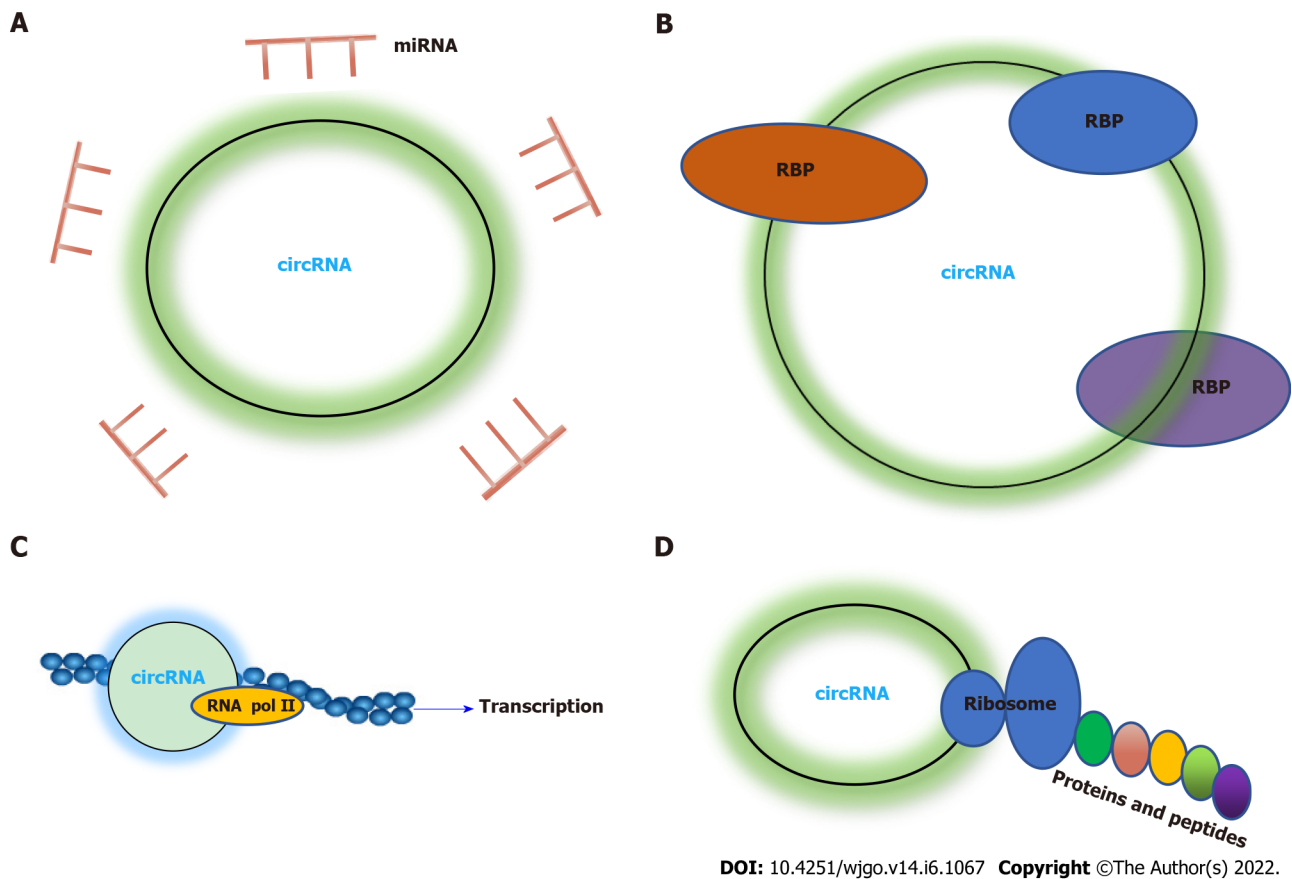 A
miRNA
circRNA
B
RBP
RBP
circRNA
RBP
C
circRNA
RNA pol II
Transcription
D
circRNA
Ribosome
Proteins and peptides
DOI: 10.4251/wjgo.v14.i6.1067 Copyright ©The Author(s) 2022.